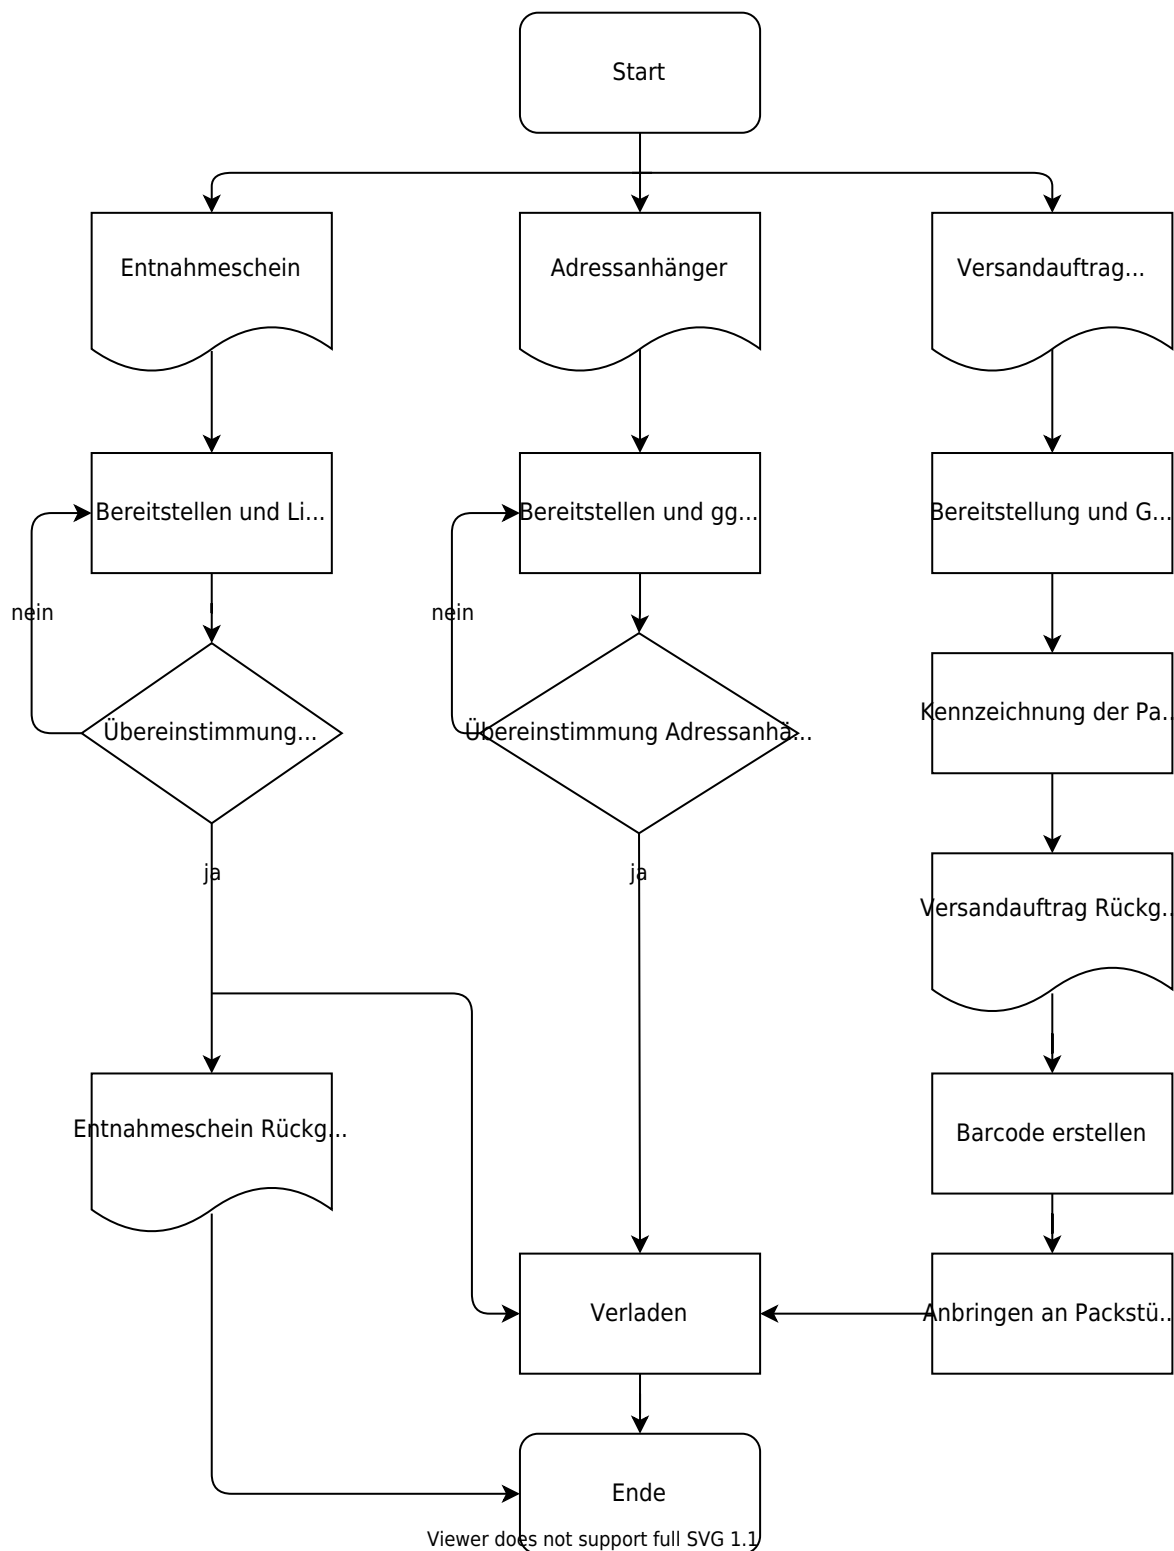 Start
Entnahmeschein
Adressanhänger
Versandauftrag...
Bereitstellen und Li...
Bereitstellen und gg...
Bereitstellung und G...
nein
nein
Übereinstimmung...
Übereinstimmung Adressanhä...
Kennzeichnung der Pa...
ja
ja
Versandauftrag Rückg...
Entnahmeschein Rückg...
Barcode erstellen
Verladen
Anbringen an Packstü...
Ende
Viewer does not support full SVG 1.1